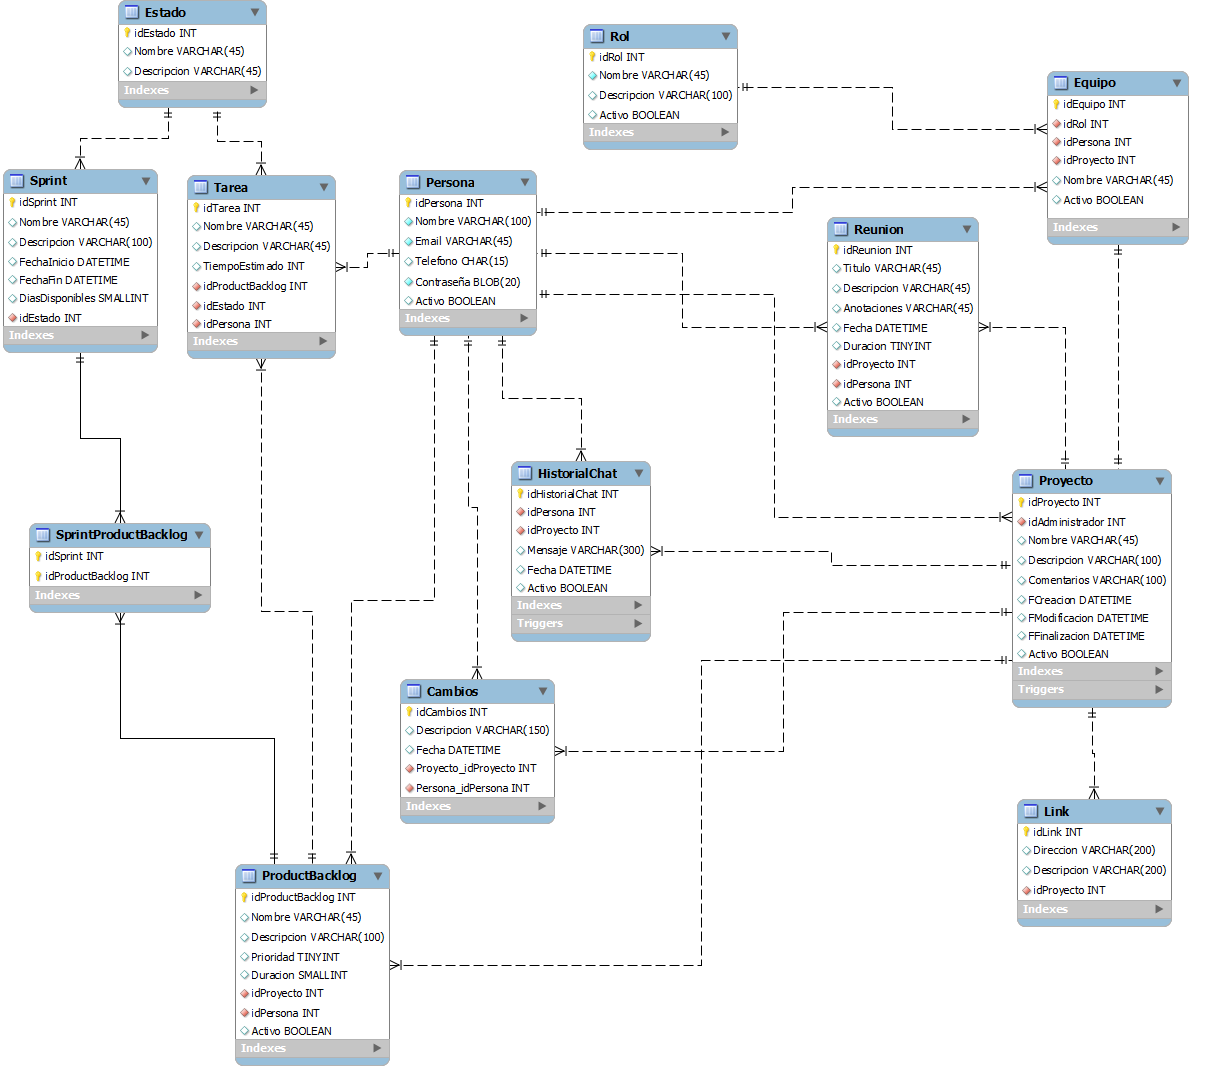 Estado
idEstado INT
Nombre VARCHAR(45)
Descripcion VARCHAR(45)
Indexes
Rol
idRol INT
Nombre VARCHAR(45)
Descripcion VARCHAR(100)
Activo BOOLEAN
Indexes
Equipo
idEquipo INT
idRol INT
idPersona INT
idProyecto INT
Nombre VARCHAR(45)
Activo BOOLEAN
Indexes
Sprint
idSprint INT
Nombre VARCHAR(45)
Descripcion VARCHAR(100)
FechaInicio DATETIME
FechaFin DATETIME
DiasDisponibles SMALLINT
idEstado INT
Indexes
Tarea
idTarea INT
Nombre VARCHAR(45)
Descripcion VARCHAR(45)
TiempoEstimado INT
idProductBacklog INT
idEstado INT
idPersona INT
Indexes
Persona
idPersona INT
Nombre VARCHAR(100)
Email VARCHAR(45)
Telefono CHAR(15)
Contraseña BLOB(20)
Activo BOOLEAN
Indexes
Reunion
idReunion INT
Titulo VARCHAR(45)
Descripcion VARCHAR(45)
Anotaciones VARCHAR(45)
Fecha DATETIME
Duracion TINYINT
idProyecto INT
idPersona INT
Activo BOOLEAN
Indexes
HistorialChat
idHistorialChat INT
idPersona INT
idProyecto INT
Mensaje VARCHAR(300)
Fecha DATETIME
Activo BOOLEAN
Indexes
Triggers
Proyecto
idProyecto INT
idAdministrador INT
Nombre VARCHAR(45)
Descripcion VARCHAR(100)
Comentarios VARCHAR(100)
FCreacion DATETIME
FModificacion DATETIME
FFinalizacion DATETIME
Activo BOOLEAN
Indexes
Triggers
SprintProductBacklog
idSprint INT
idProductBacklog INT
Indexes
Cambios
idCambios INT
Descripcion VARCHAR(150)
Fecha DATETIME
Proyecto_idProyecto INT
Persona_idPersona INT
Indexes
Link
idLink INT
Direccion VARCHAR(200)
Descripcion VARCHAR(200)
idProyecto INT
Indexes
ProductBacklog
idProductBacklog INT
Nombre VARCHAR(45)
Descripcion VARCHAR(100)
Prioridad TINYINT
Duracion SMALLINT
idProyecto INT
idPersona INT
Activo BOOLEAN
Indexes